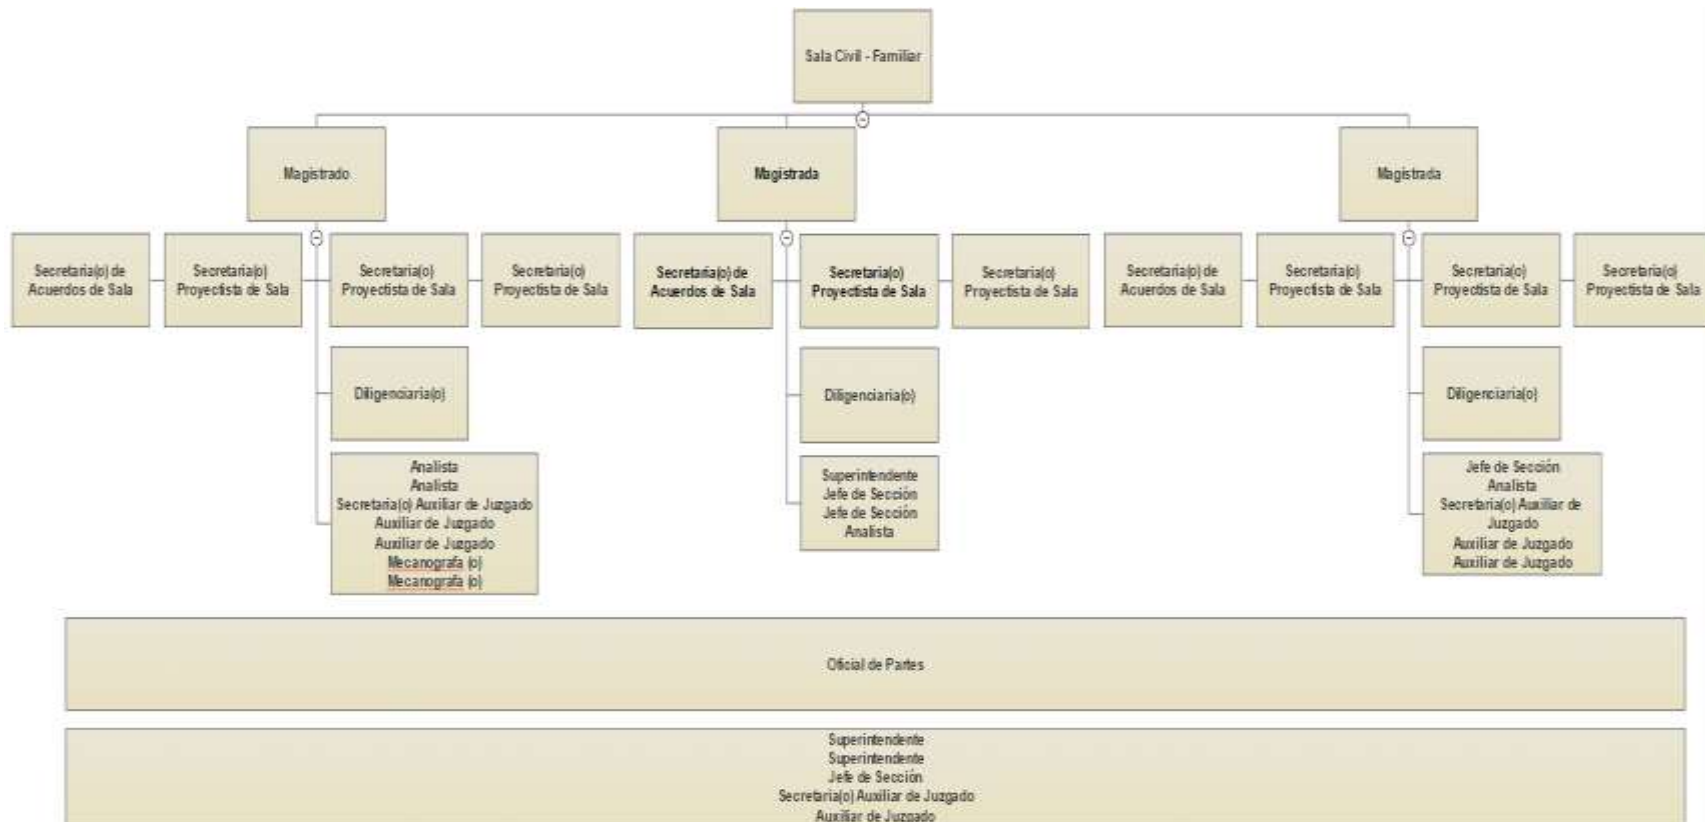 Sala Civil - Familiar
Magistrado
Magistrada
Magistrada
Secretaria(o) de
Acuerdos de Sala
Secretaria(o)
Proyectista de Sala
Secretaria(o)
Proyectista de Sala
Secretaria(o)
Proyectista de Sala
Secretaria(o) de
Acuerdos de Sala
Secretaria(o)
Proyectista de Sala
Secretaria(o)
Proyectista de Sala
Secretaria(o) de
Acuerdos de Sala
Secretaria(o)
Proyectista de Sala
Secretaria(o)
Proyectista de Sala
Secretaria(o)
Proyectista de Sala
Diligenciaria(o)
Diligenciaria(o)
Diligenciaria(o)
Analista
Analista
Secretaria(o) Auxiliar de Juzgado
Auxiliar de Juzgado
Auxiliar de Juzgado
Mecanografa (o)
Mecanografa (o)
Superintendente
Jefe de Sección
Jefe de Sección
Analista
Jefe de Sección
Analista
Secretaria(o) Auxiliar de
Juzgado
Auxiliar de Juzgado
Auxiliar de Juzgado
Oficial de Partes
Superintendente
Superintendente
Jefe de Sección
Secretaria(o) Auxiliar de Juzgado
Auxiliar de Juzgado